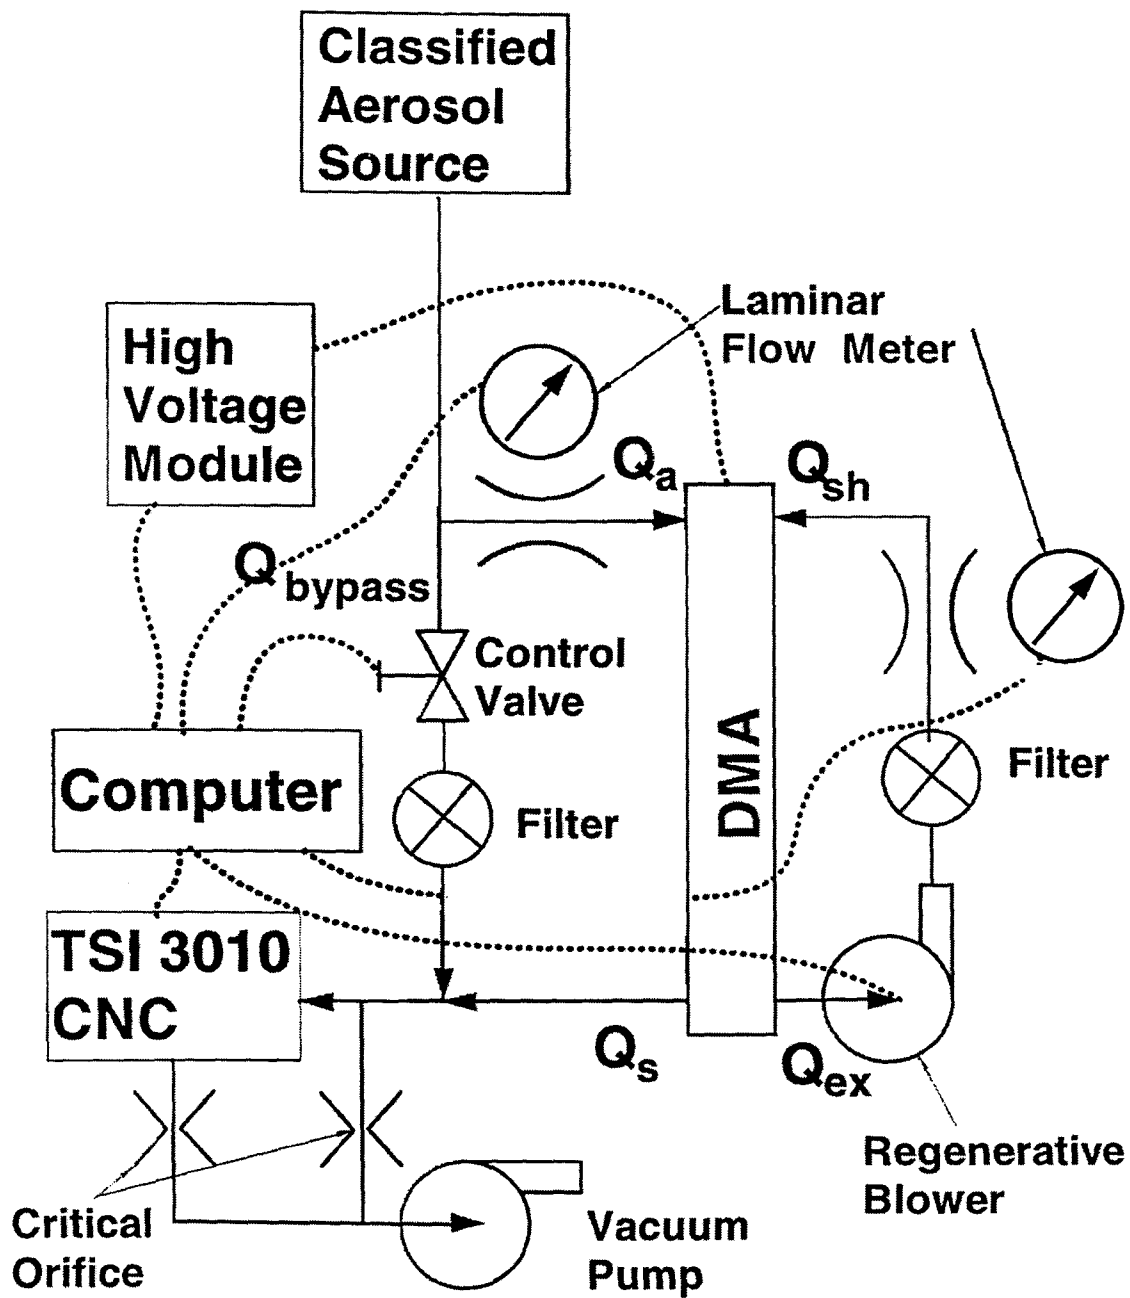 Classified
Aerosol
Source
High
Voltage
Module
Laminar
Flow Meter
Qa
Qsh
Qbypass
Control
Valve
Computer
Filter
DMA
Filter
TSI 3010
CNC
Qs
Qex
Regenerative
Blower
Critical
Orifice
Vacuum
Pump